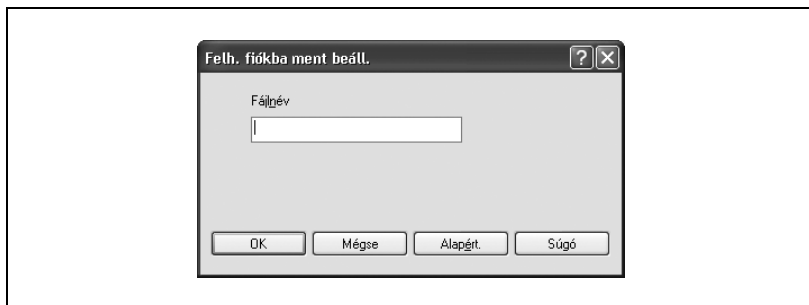 Felh. fiókba ment beáll.
Fájlnév
OK Mégse Alapért. Súgó